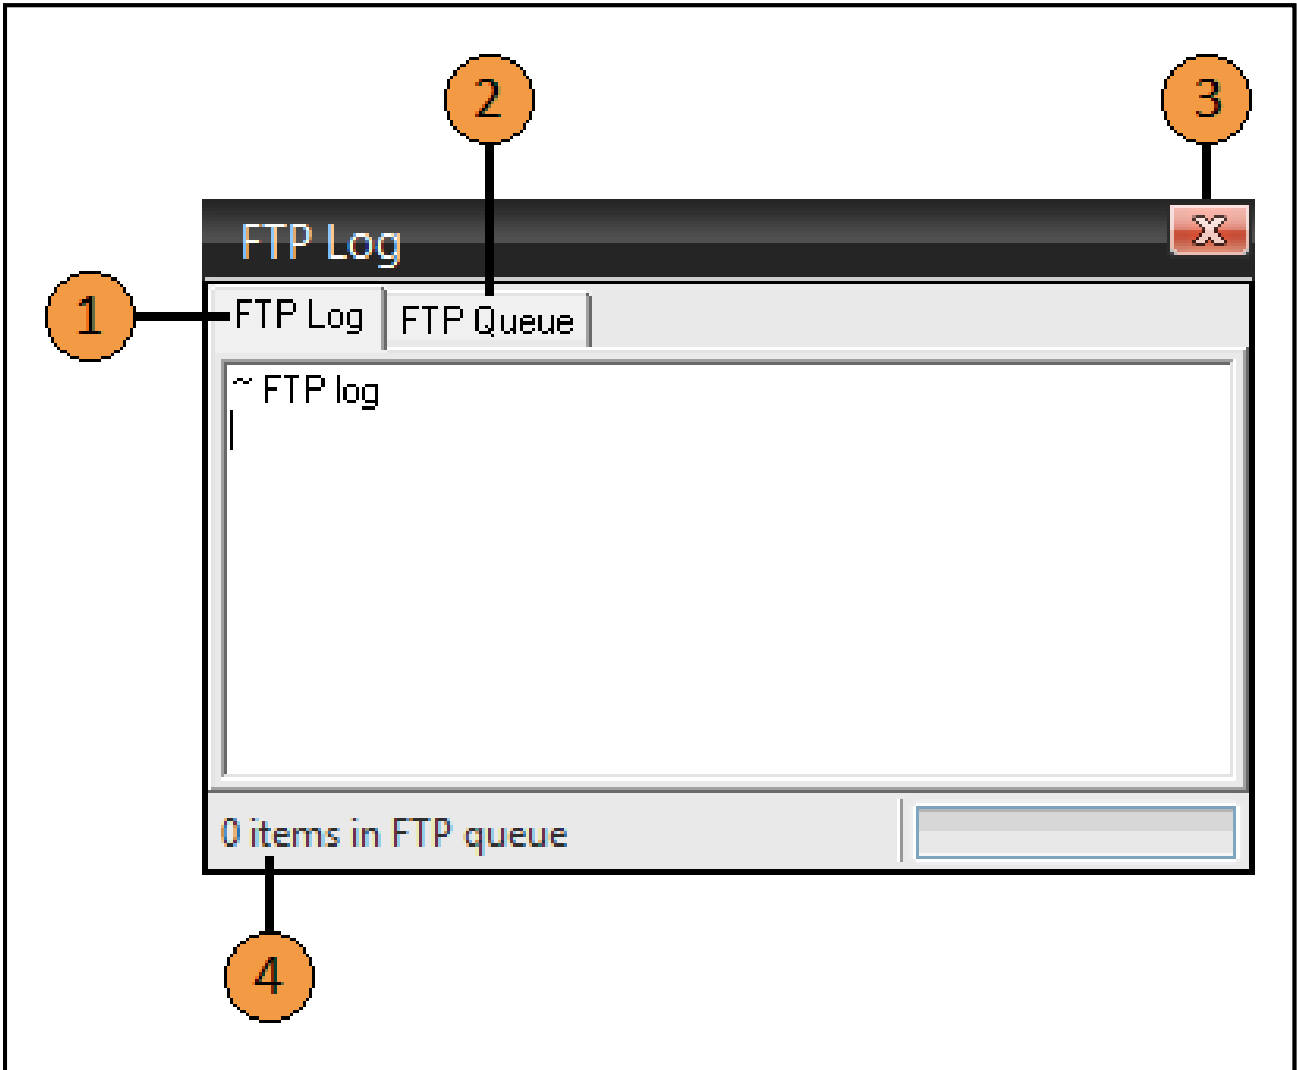 2
3
FTP Log
1
FTP Log
FTP Queue
~ FTP log
0 items in FTP queue
4